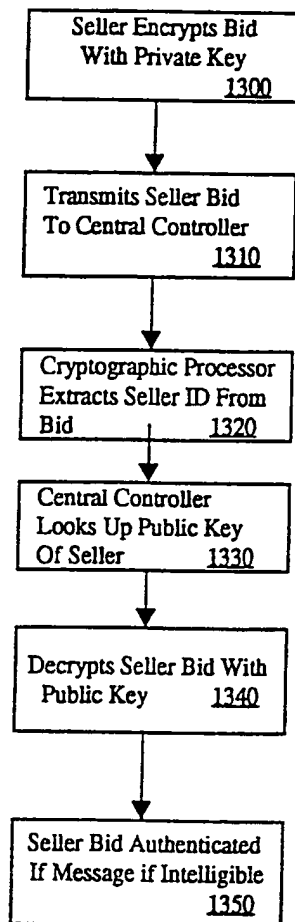 Seller Encrypts Bid
With Private Key
1300
Transmits Seller Bid
To Central Controller
1310
Cryptographic Processor
Extracts Seller ID From
Bid 1320
Central Controller
Looks Up Public Key
Of Seller 1330
Decrypts Seller Bid With
Public Key 1340
Seller Bid Authenticated
If Message if Intelligible
1350